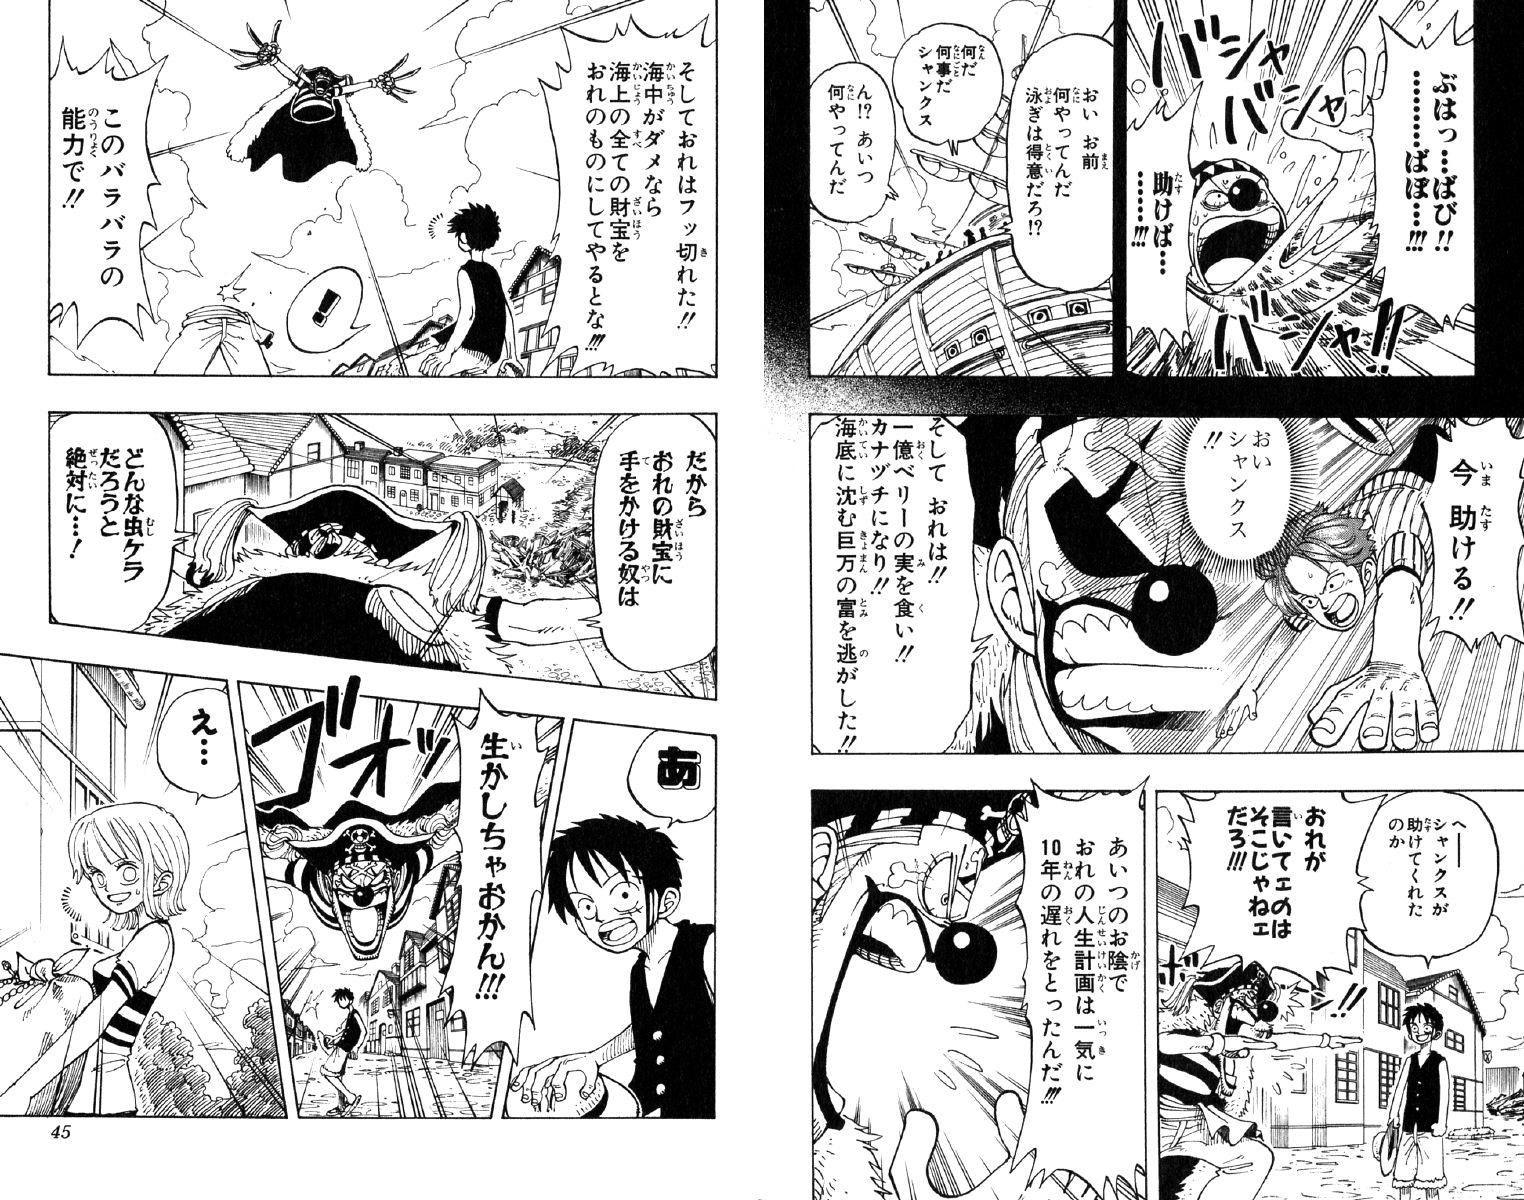 ぶはっ…ばび!!
………ばぼ…!!!
助けば…
……!!!
バシャ
バシャ
バシャ!!
おい お前
何やってんだ
泳ぎは得意だろ!?
何だ
何事だ
シャンクス
ん!? あいつ
何やってんだ
今 助ける!!
おい
シャンクス
!!
そして おれは!!
一億ベリーの実を食い!!
カナヅチになり!!
海底に沈む巨万の富を逃がした!!
へ──
シャンクスが
助けてくれた
のか
おれが
言いてェのは
そこじゃねェ
だろ!!!
あいつのお陰で
おれの人生計画は一気に
10年の遅れをとったんだ!!!
そしておれはフッ切れた!!
海中がダメなら
海上の全ての財宝を
おれのものにしてやるとな!!!
!
このバラバラの
能力で!!
だから
おれの財宝に
手をかける奴は
どんな虫ケラ
だろうと
絶対に…!
あ
生かしちゃおかん!!!
ゴオッ
え…
45